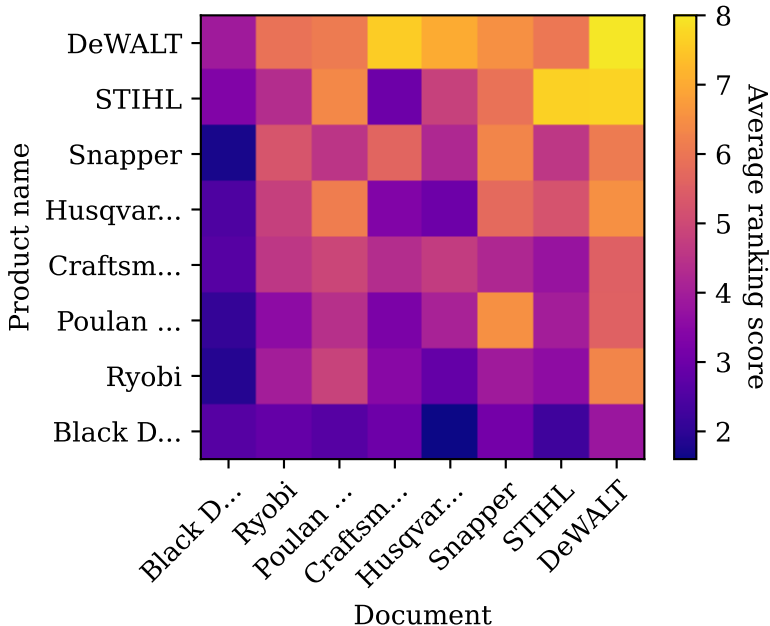 Product name
DeWALT
STIHL
Snapper
Husqvar...
Craftsm...
Poulan ...
Ryobi
Black D...
Black D...
Ryobi
Poulan ...
Craftsm...
Husqvar...
Snapper
STIHL
DeWALT
Document
8
7
6
5
4
3
2
Average ranking score